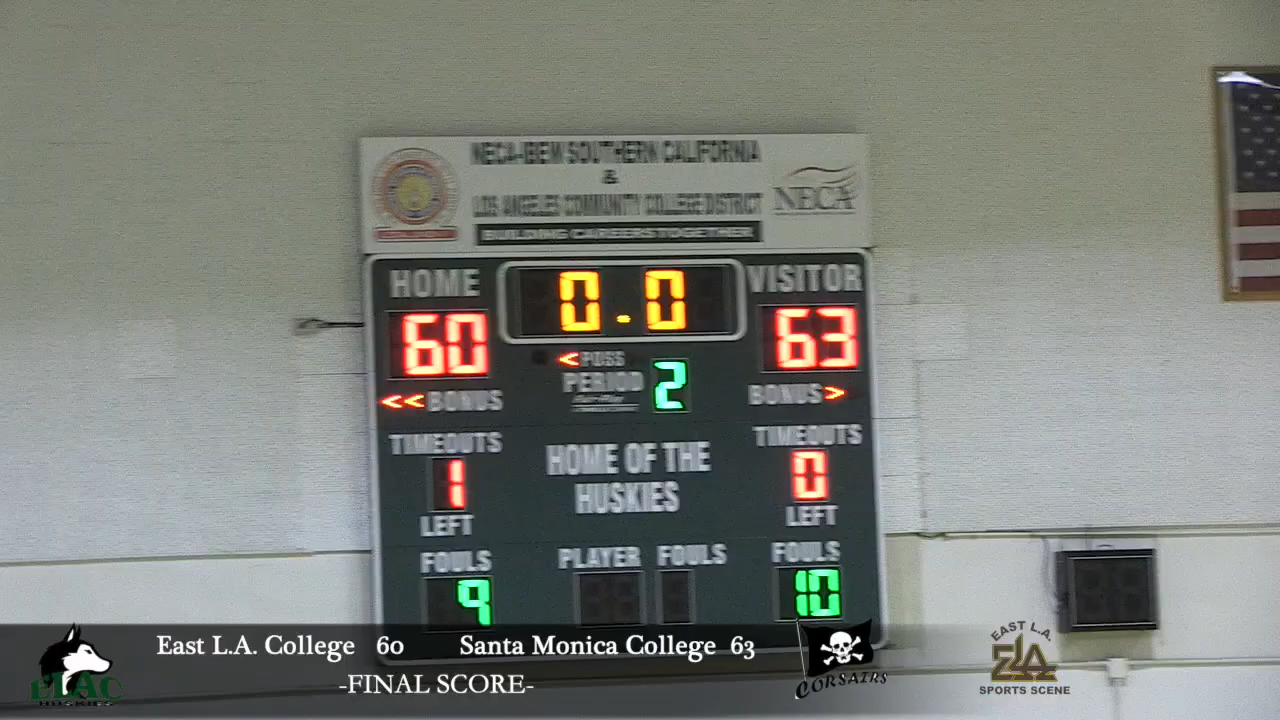 NECA-IBEW SOUTHERN CALIFORNIA
&
LOS ANGELES COMMUNITY COLLEGE DISTRICT
BUILDING CAREERS TOGETHER
NECA
HOME
0.0
VISITOR
60
63
<POSS
PERIOD 2
<<BONUS
BONUS>
TIMEOUTS
1
LEFT
HOME OF THE
HUSKIES
TIMEOUTS
0
LEFT
FOULS
9
PLAYER FOULS
FOULS
10
East L.A. College 60 Santa Monica College 63
-FINAL SCORE-
ELAC
HUSKIES
CORSAIRS
EAST L.A.
ELA
SPORTS SCENE